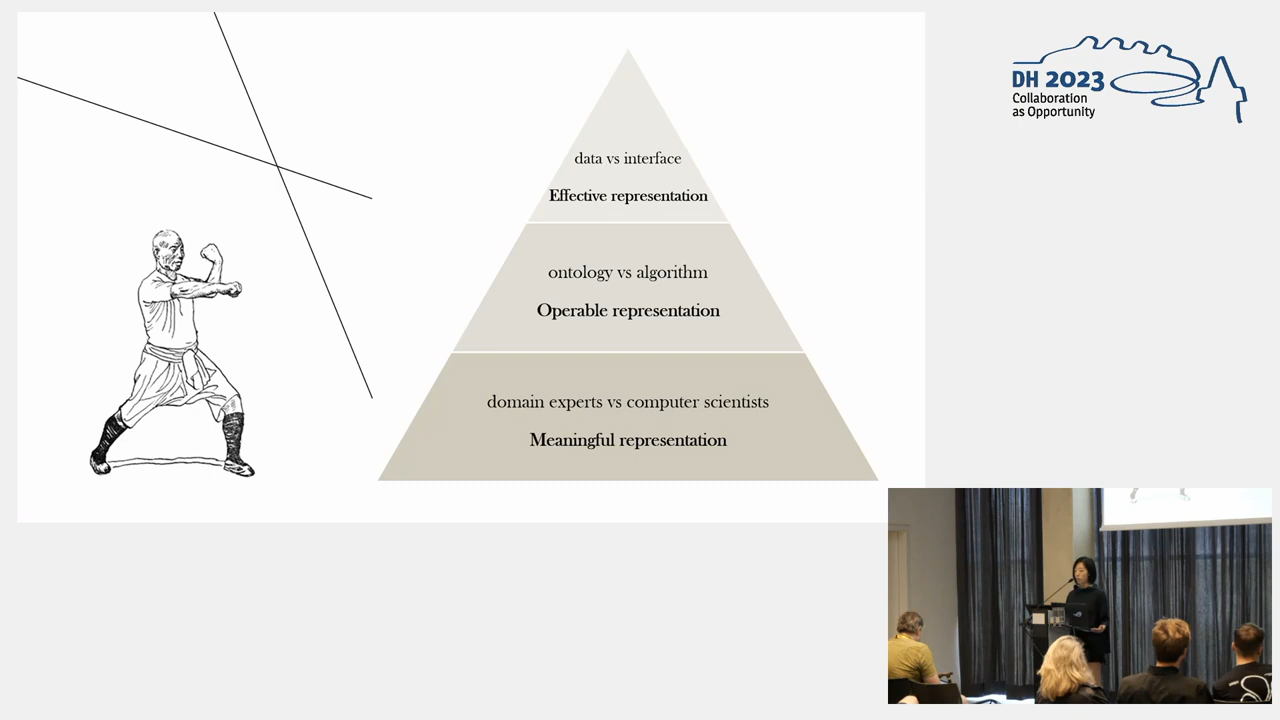 data vs interface
Effective representation
ontology vs algorithm
Operable representation
domain experts vs computer scientists
Meaningful representation
DH 2023
Collaboration
as Opportunity